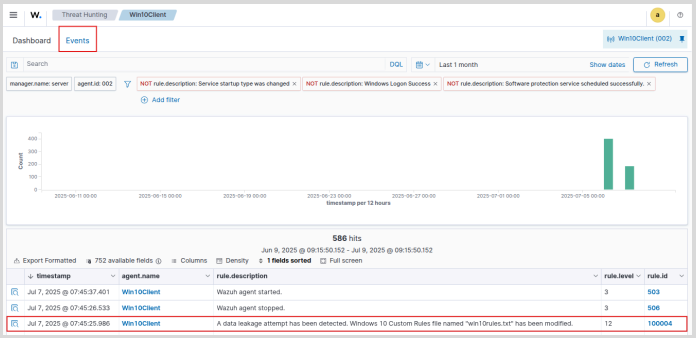 W. Threat Hunting Win10Client a
Dashboard Events Win10Client (002)
Search DQL Last 1 month Show dates Refresh
manager.name: server agent.id: 002 NOT rule.description: Service startup type was changed × NOT rule.description: Windows Logon Success × NOT rule.description: Software protection service scheduled successfully. ×
Add filter
400
300
200
100
0
Count
2025-06-11 00:00 2025-06-15 00:00 2025-06-19 00:00 2025-06-23 00:00 2025-06-27 00:00 2025-07-01 00:00 2025-07-05 00:00
timestamp per 12 hours
586 hits
Jun 9, 2025 @ 09:15:50.152 - Jul 9, 2025 @ 09:15:50.152
Export Formatted 752 available fields Columns Density 1 fields sorted Full screen
timestamp agent.name rule.description rule.level rule.id
Jul 7, 2025 @ 07:45:37.401 Win10Client Wazuh agent started. 3 503
Jul 7, 2025 @ 07:45:26.533 Win10Client Wazuh agent stopped. 3 506
Jul 7, 2025 @ 07:45:25.986 Win10Client A data leakage attempt has been detected. Windows 10 Custom Rules file named "win10rules.txt" has been modified. 12 100004